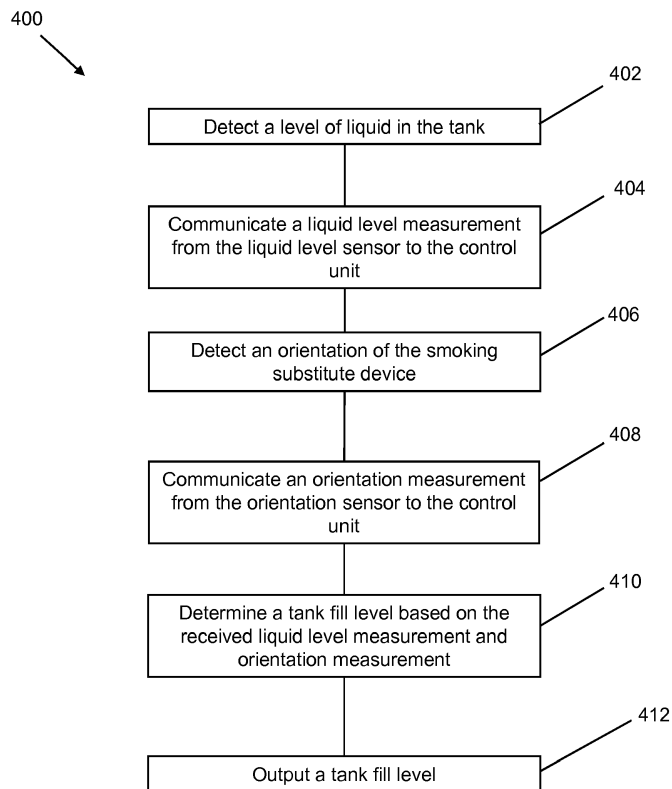 400
402
Detect a level of liquid in the tank
404
Communicate a liquid level measurement
from the liquid level sensor to the control
unit
406
Detect an orientation of the smoking
substitute device
408
Communicate an orientation measurement
from the orientation sensor to the control
unit
410
Determine a tank fill level based on the
received liquid level measurement and
orientation measurement
412
Output a tank fill level